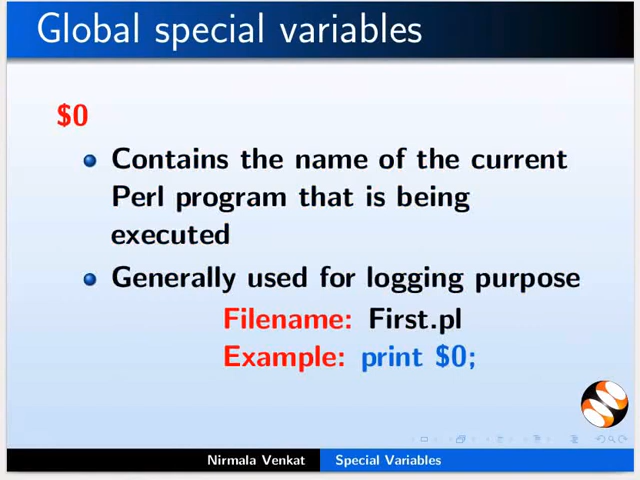 Global special variables
$0
Contains the name of the current
Perl program that is being
executed
Generally used for logging purpose
Filename: First.pl
Example: print $0;
Nirmala Venkat Special Variables